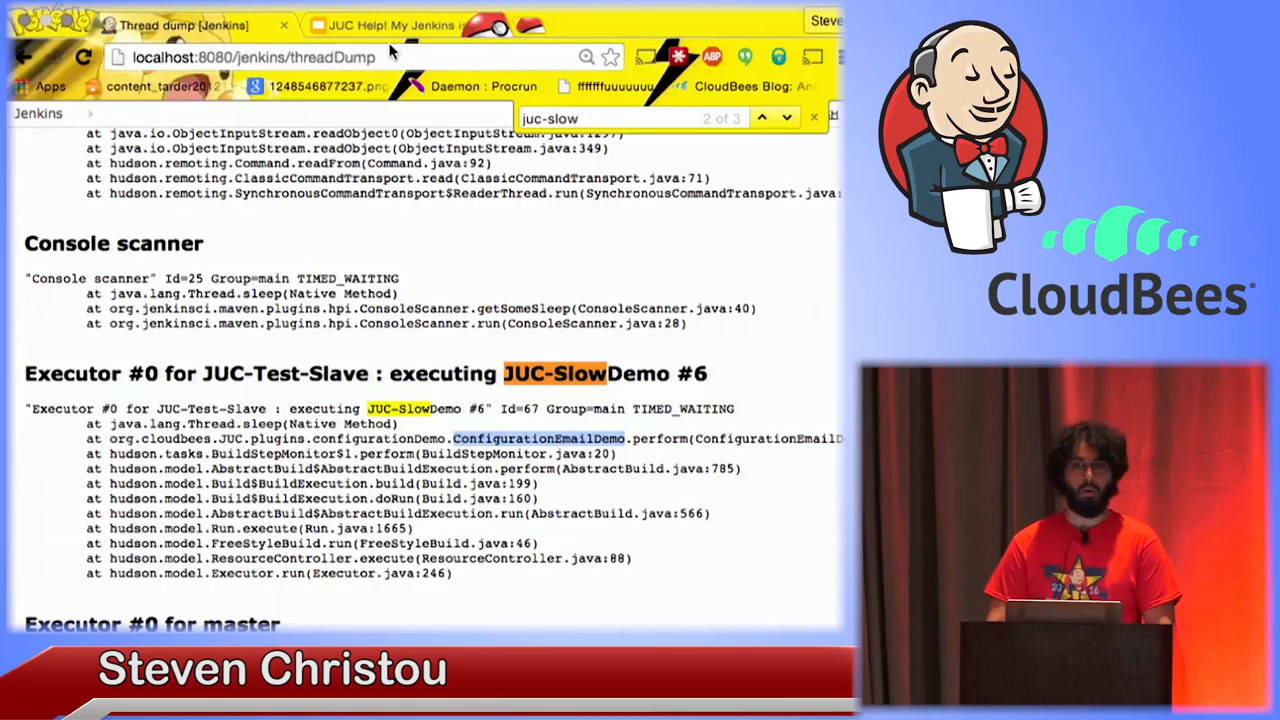 Thread dump [Jenkins]
JUC Help! My Jenkins i
Steve
localhost:8080/jenkins/threadDump
ABP
Apps
content_tarder2012
1248546877237.png
Daemon : Procrun
fffffffuuuuuuu
CloudBees Blog: An
Jenkins
juc-slow
2 of 3
at java.io.ObjectInputStream.readObject0(ObjectInputStream.java:1297)
at java.io.ObjectInputStream.readObject(ObjectInputStream.java:349)
at hudson.remoting.Command.readFrom(Command.java:92)
at hudson.remoting.ClassicCommandTransport.read(ClassicCommandTransport.java:71)
at hudson.remoting.SynchronousCommandTransport$ReaderThread.run(SynchronousCommandTransport.java:
Console scanner
"Console scanner" Id=25 Group=main TIMED_WAITING
at java.lang.Thread.sleep(Native Method)
at org.jenkinsci.maven.plugins.hpi.ConsoleScanner.getSomeSleep(ConsoleScanner.java:40)
at org.jenkinsci.maven.plugins.hpi.ConsoleScanner.run(ConsoleScanner.java:28)
Executor #0 for JUC-Test-Slave : executing JUC-SlowDemo #6
"Executor #0 for JUC-Test-Slave : executing JUC-SlowDemo #6" Id=67 Group=main TIMED_WAITING
at java.lang.Thread.sleep(Native Method)
at org.cloudbees.JUC.plugins.configurationDemo.ConfigurationEmailDemo.perform(ConfigurationEmailD
at hudson.tasks.BuildStepMonitor$1.perform(BuildStepMonitor.java:20)
at hudson.model.AbstractBuild$AbstractBuildExecution.perform(AbstractBuild.java:785)
at hudson.model.Build$BuildExecution.build(Build.java:199)
at hudson.model.Build$BuildExecution.doRun(Build.java:160)
at hudson.model.AbstractBuild$AbstractBuildExecution.run(AbstractBuild.java:566)
at hudson.model.Run.execute(Run.java:1665)
at hudson.model.FreeStyleBuild.run(FreeStyleBuild.java:46)
at hudson.model.ResourceController.execute(ResourceController.java:88)
at hudson.model.Executor.run(Executor.java:246)
Executor #0 for master
CloudBees
Steven Christou